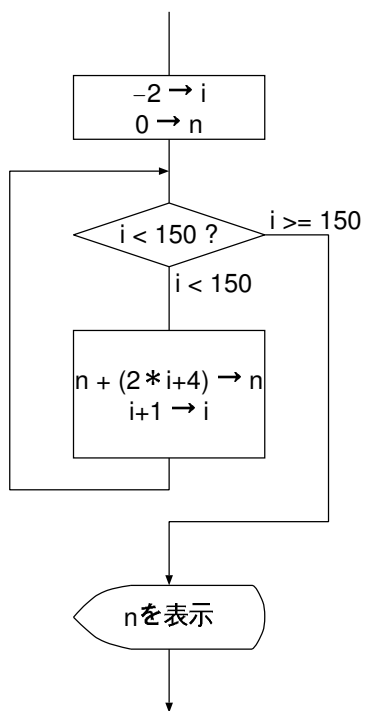 −2 → i
0 → n
i < 150 ?
i >= 150
i < 150
n + (2＊i+4) → n
i+1 → i
nを表示